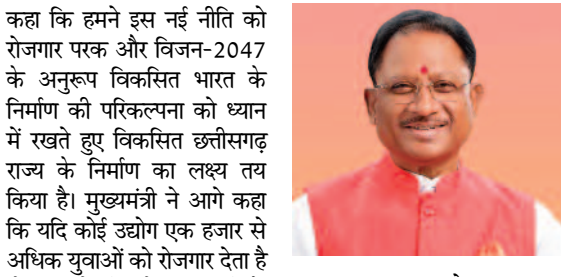 कहा कि हमने इस नई नीति को
रोजगार परक और विजन-2047
के अनुरूप विकसित भारत के
निर्माण की परिकल्पना को ध्यान
में रखते हुए विकसित छत्तीसगढ़
राज्य के निर्माण का लक्ष्य तय
किया है। मुख्यमंत्री ने आगे कहा
कि यदि कोई उद्योग एक हजार से
अधिक युवाओं को रोजगार देता है